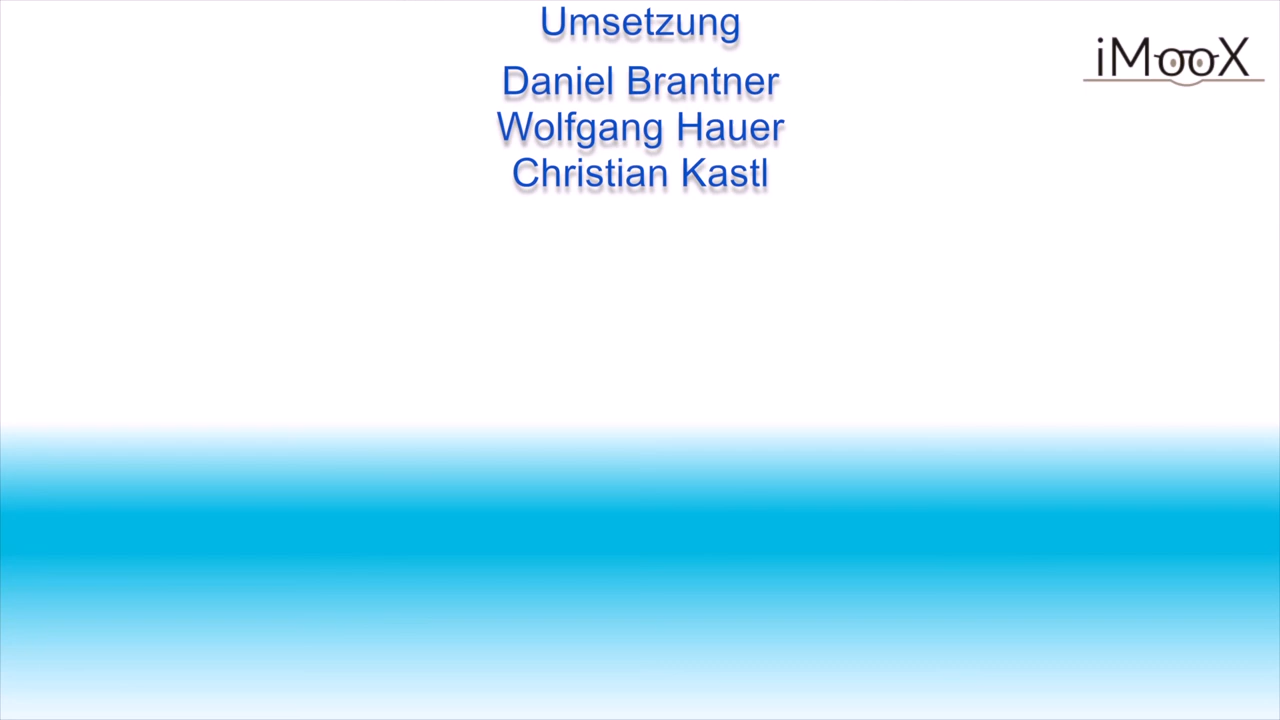 Umsetzung
iMooX
Daniel Brantner
Wolfgang Hauer
Christian Kastl